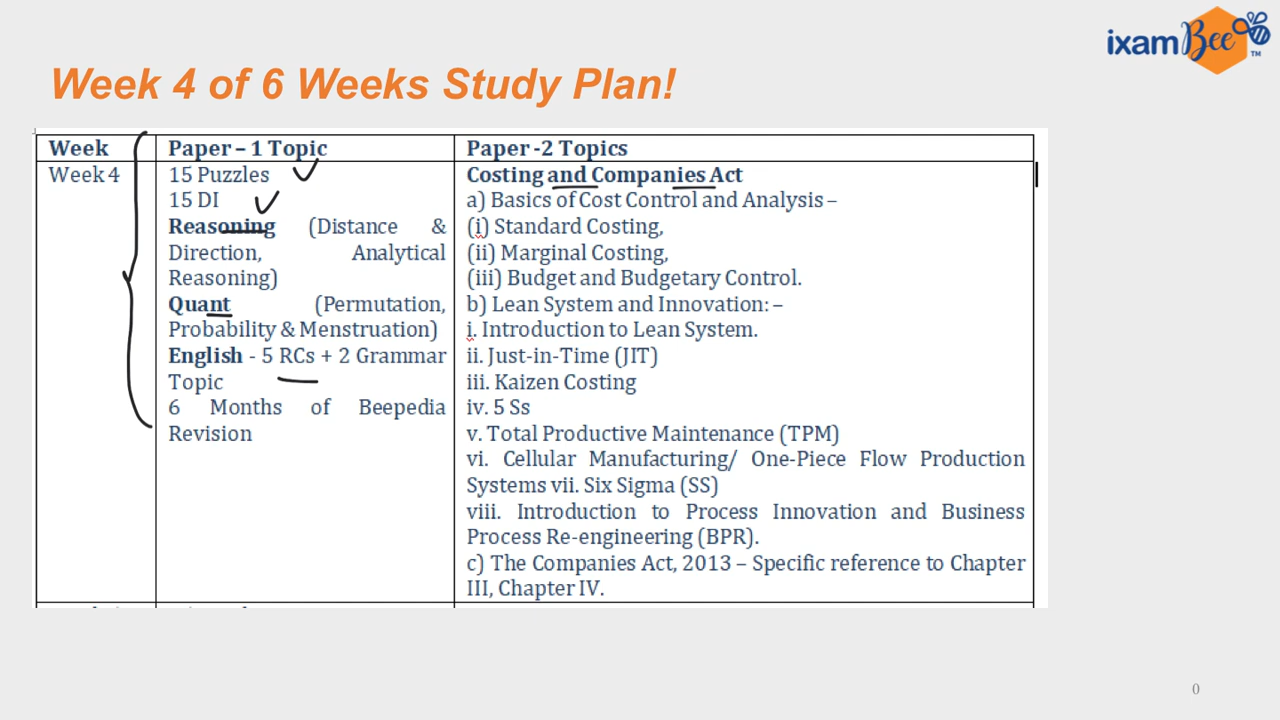 ixamBee™
Week 4 of 6 Weeks Study Plan!
Week
Paper – 1 Topic
Paper -2 Topics
Week 4
15 Puzzles
15 DI
Reasoning (Distance &
Direction, Analytical
Reasoning)
Quant (Permutation,
Probability & Menstruation)
English - 5 RCs + 2 Grammar
Topic
6 Months of Beepedia
Revision
Costing and Companies Act
a) Basics of Cost Control and Analysis –
(i) Standard Costing,
(ii) Marginal Costing,
(iii) Budget and Budgetary Control.
b) Lean System and Innovation: –
i. Introduction to Lean System.
ii. Just-in-Time (JIT)
iii. Kaizen Costing
iv. 5 Ss
v. Total Productive Maintenance (TPM)
vi. Cellular Manufacturing/ One-Piece Flow Production
Systems vii. Six Sigma (SS)
viii. Introduction to Process Innovation and Business
Process Re-engineering (BPR).
c) The Companies Act, 2013 – Specific reference to Chapter
III, Chapter IV.
0